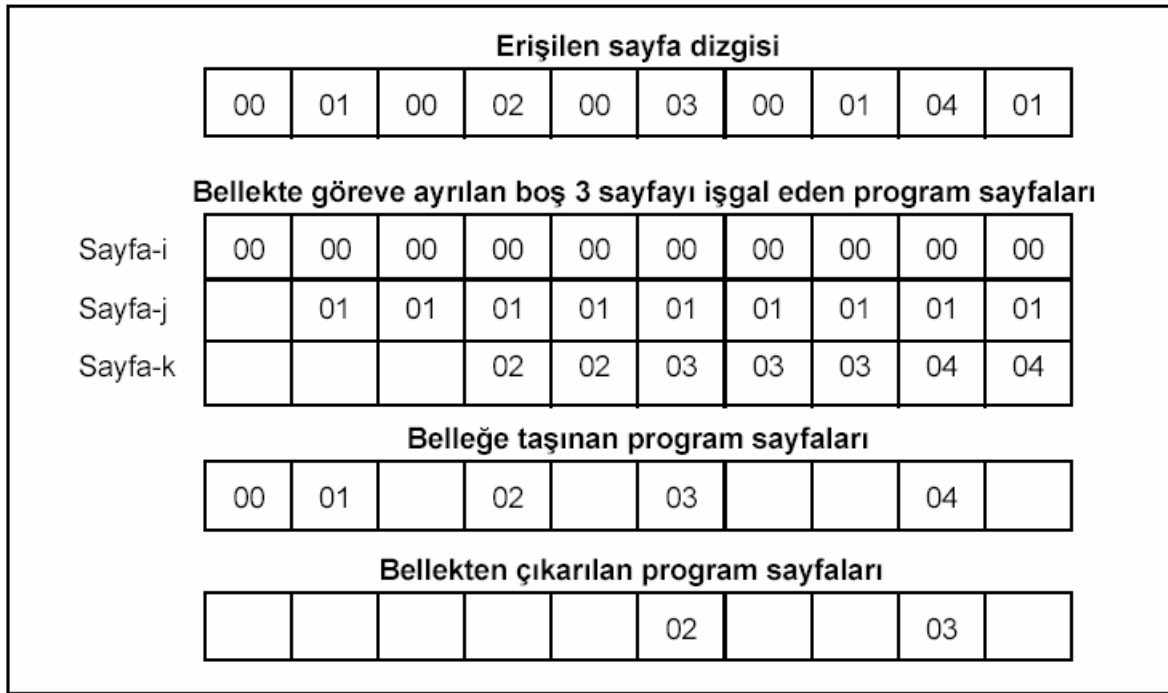 Erişilen sayfa dizgisi
00 01 00 02 00 03 00 01 04 01
Bellekte göreve ayrılan boş 3 sayfayı işgal eden program sayfaları
Sayfa-i 00 00 00 00 00 00 00 00 00 00
Sayfa-j 01 01 01 01 01 01 01 01 01
Sayfa-k 02 02 03 03 03 04 04
Belleğe taşınan program sayfaları
00 01 02 03 04
Bellekten çıkarılan program sayfaları
02 03